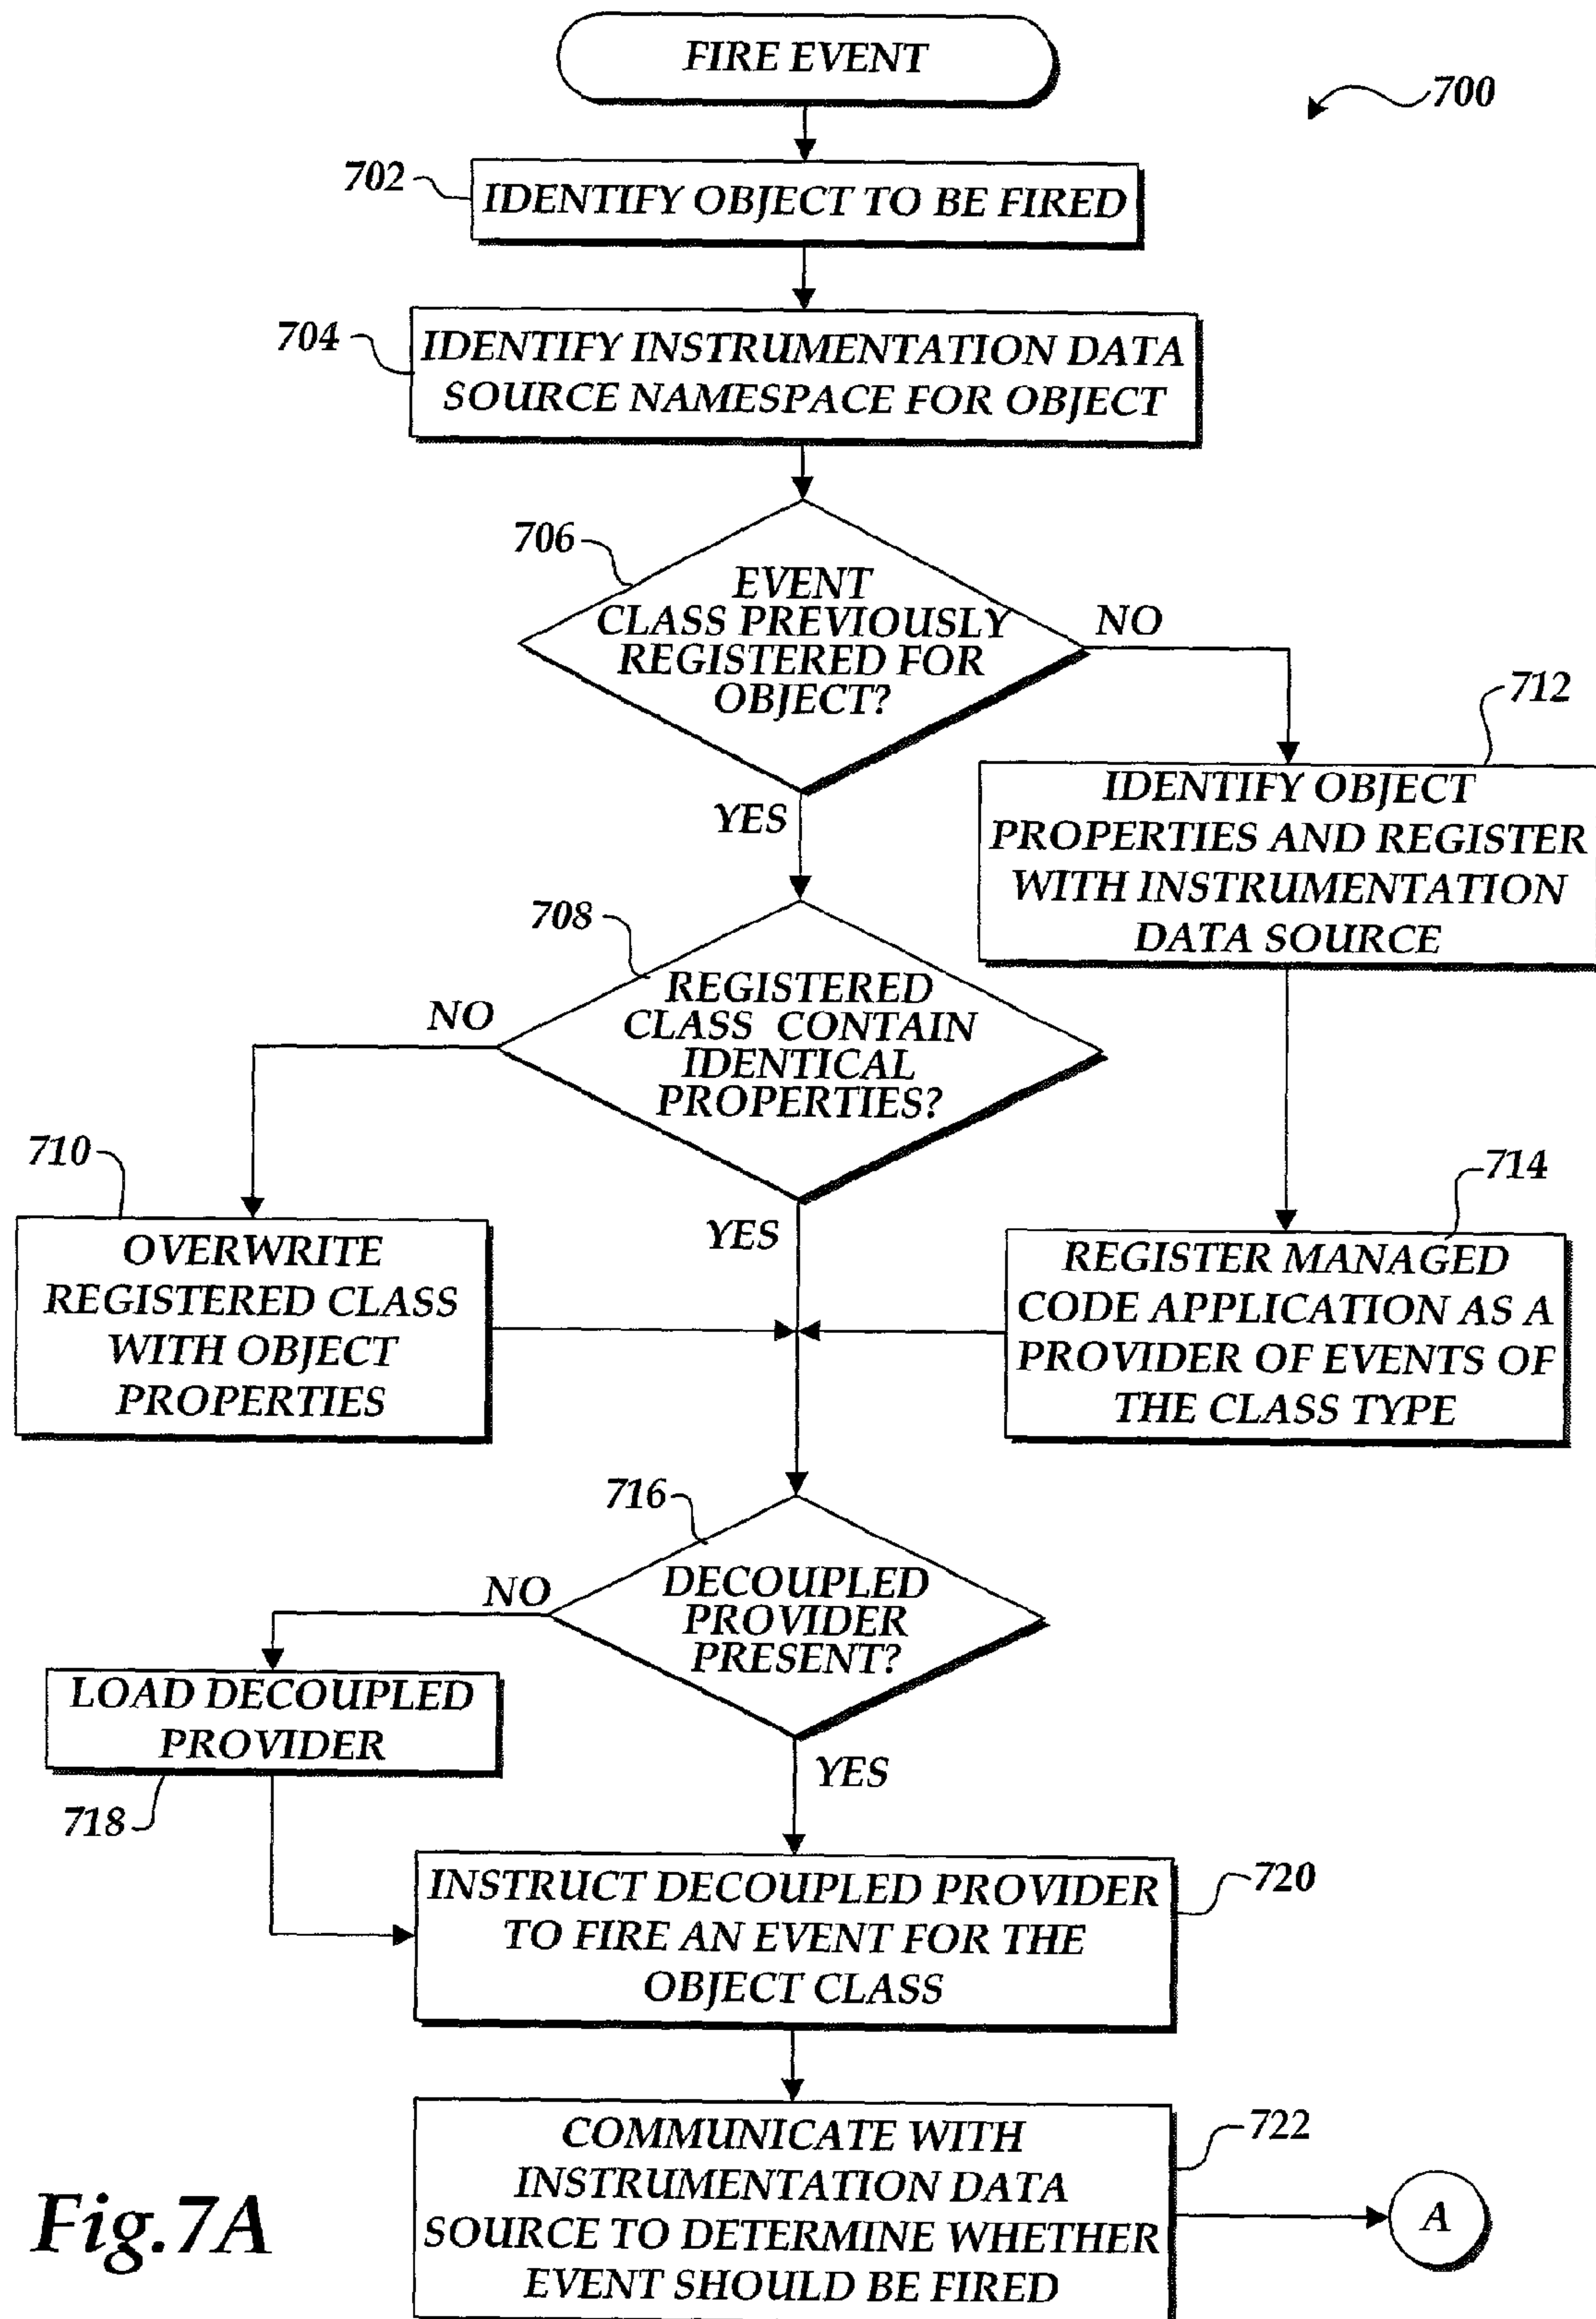 FIRE EVENT
700
702
IDENTIFY OBJECT TO BE FIRED
704
IDENTIFY INSTRUMENTATION DATA
SOURCE NAMESPACE FOR OBJECT
706
EVENT
CLASS PREVIOUSLY
REGISTERED FOR
OBJECT?
NO
YES
712
IDENTIFY OBJECT
PROPERTIES AND REGISTER
WITH INSTRUMENTATION
DATA SOURCE
708
REGISTERED
CLASS CONTAIN
IDENTICAL
PROPERTIES?
NO
YES
710
OVERWRITE
REGISTERED CLASS
WITH OBJECT
PROPERTIES
714
REGISTER MANAGED
CODE APPLICATION AS A
PROVIDER OF EVENTS OF
THE CLASS TYPE
716
DECOUPLED
PROVIDER
PRESENT?
NO
YES
LOAD DECOUPLED
PROVIDER
718
INSTRUCT DECOUPLED PROVIDER
TO FIRE AN EVENT FOR THE
OBJECT CLASS
720
COMMUNICATE WITH
INSTRUMENTATION DATA
SOURCE TO DETERMINE WHETHER
EVENT SHOULD BE FIRED
722
A
Fig.7A